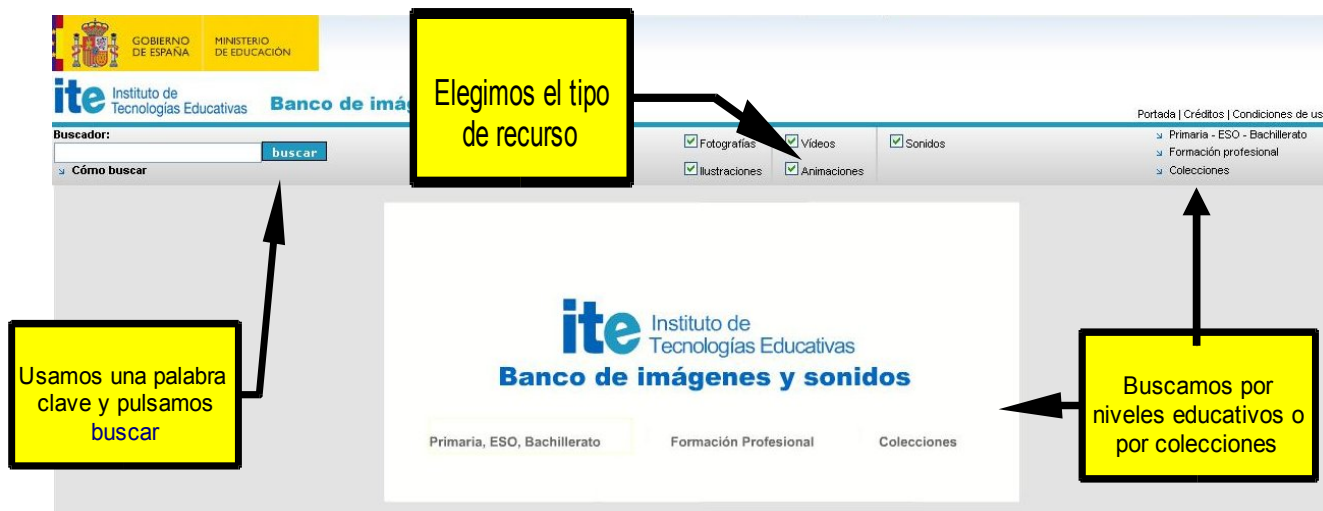 GOBIERNO
DE ESPAÑA
MINISTERIO
DE EDUCACIÓN
ite Instituto de
Tecnologías Educativas
Banco de imá
Elegimos el tipo
de recurso
Portada | Créditos | Condiciones de us
Buscador:
buscar
Cómo buscar
Fotografías
Vídeos
Sonidos
Ilustraciones
Animaciones
Primaria - ESO - Bachillerato
Formación profesional
Colecciones
ite Instituto de
Tecnologías Educativas
Banco de imágenes y sonidos
Primaria, ESO, Bachillerato
Formación Profesional
Colecciones
Usamos una palabra
clave y pulsamos
buscar
Buscamos por
niveles educativos o
por colecciones